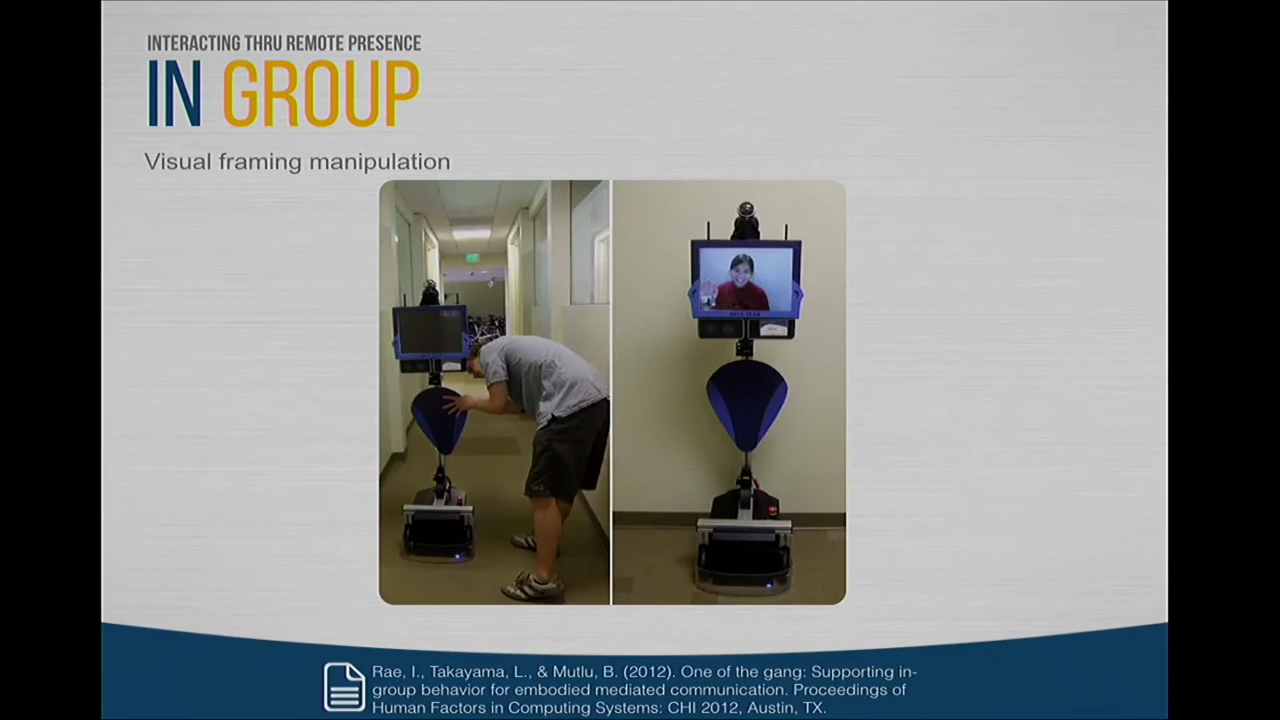 INTERACTING THRU REMOTE PRESENCE
IN GROUP
Visual framing manipulation
Rae, I., Takayama, L., & Mutlu, B. (2012). One of the gang: Supporting in-
group behavior for embodied mediated communication. Proceedings of
Human Factors in Computing Systems: CHI 2012, Austin, TX.